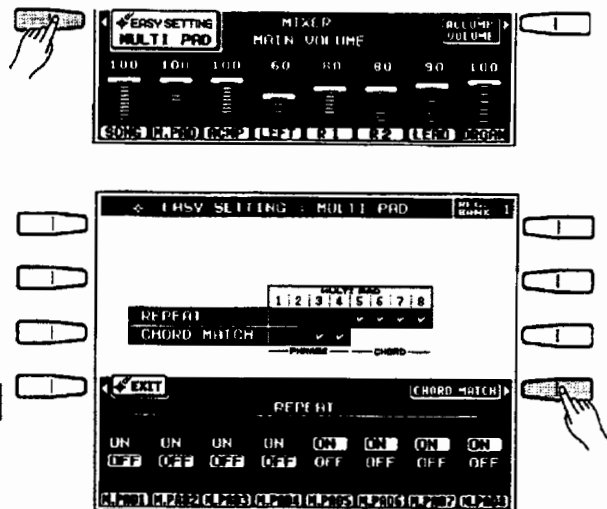 EASY SETTING
MULTI PAD
MIXER
MAIN VOLUME
ACCOMP
VOLUME
100 100 100 60 80 80 90 100
SONG M.PAD ACMP LEFT R1 R2 LEAD ORGAN
EASY SETTING : MULTI PAD
REG.
BANK 1
MULTI PAD
1 2 3 4 5 6 7 8
REPEAT ✓ ✓ ✓ ✓
CHORD MATCH ✓ ✓
PHRASE CHORD
EXIT
CHORD MATCH
REPEAT
ON ON ON ON ON ON ON ON
OFF OFF OFF OFF OFF OFF OFF OFF
M.PAD1 M.PAD2 M.PAD3 M.PAD4 M.PAD5 M.PAD6 M.PAD7 M.PAD8